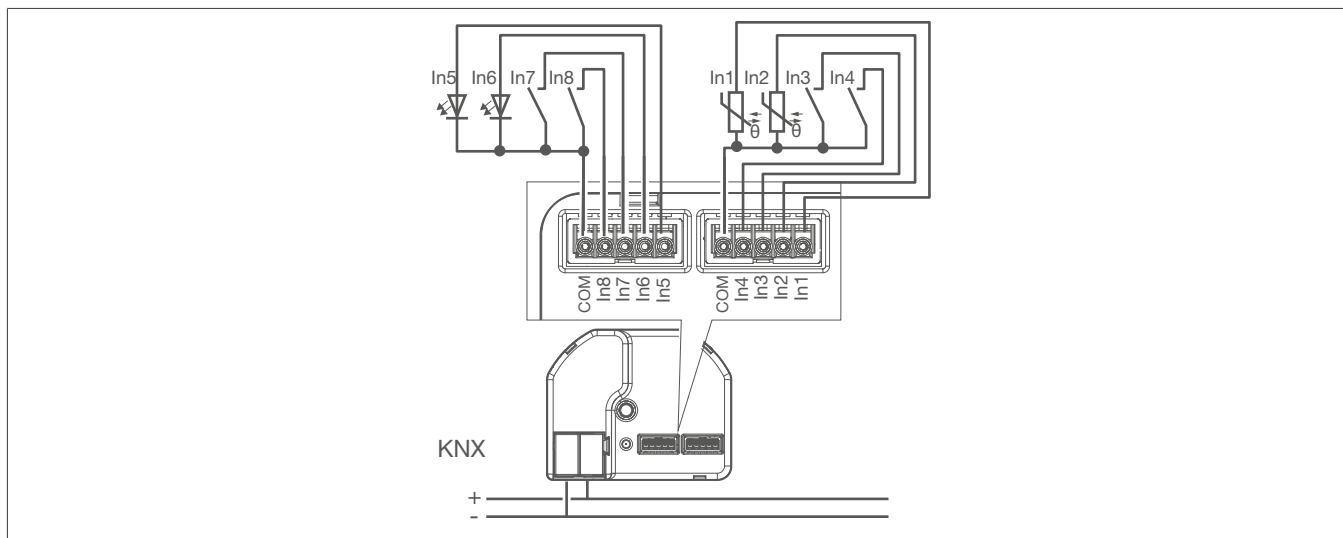 In5 In6 In7 In8
In1 In2 In3 In4
θ θ
COM In8 In7 In6 In5
COM In4 In3 In2 In1
KNX
+
-